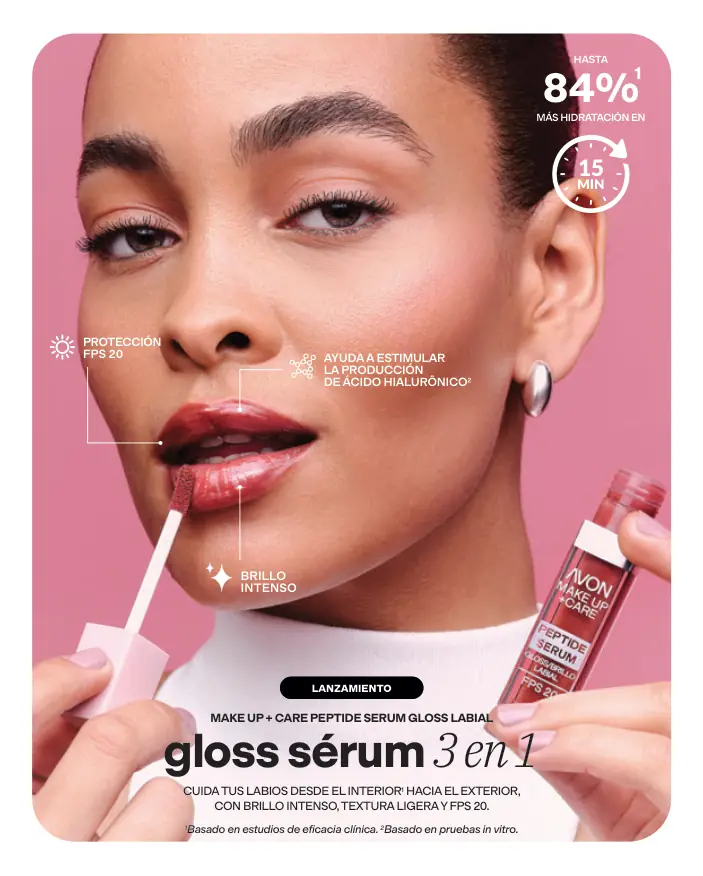 HASTA
84%¹
MÁS HIDRATACIÓN EN
15
MIN
PROTECCIÓN
FPS 20
AYUDA A ESTIMULAR
LA PRODUCCIÓN
DE ÁCIDO HIALURÔNICO²
BRILLO
INTENSO
AVON
MAKE UP
+CARE
PEPTIDE
SERUM
GLOSS/BRILLO
LABIAL
FPS 20
LANZAMIENTO
MAKE UP + CARE PEPTIDE SERUM GLOSS LABIAL
gloss sérum 3 en 1
CUIDA TUS LABIOS DESDE EL INTERIOR¹ HACIA EL EXTERIOR,
CON BRILLO INTENSO, TEXTURA LIGERA Y FPS 20.
¹Basado en estudios de eficacia clínica. ²Basado en pruebas in vitro.